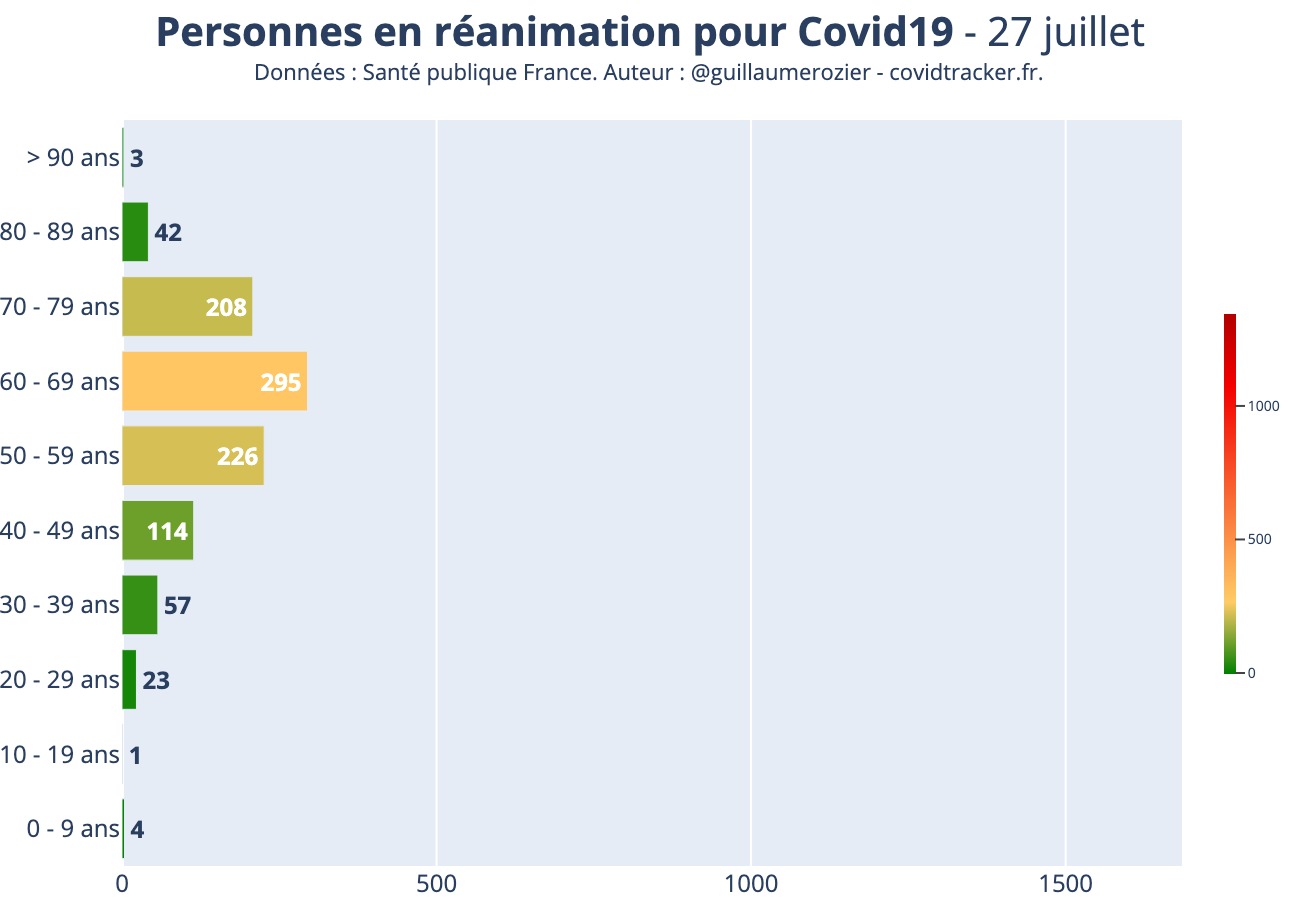 Personnes en réanimation pour Covid19 - 27 juillet
Données : Santé publique France. Auteur : @guillaumerozier - covidtracker.fr.
> 90 ans 3
80 - 89 ans 42
70 - 79 ans 208
60 - 69 ans 295
50 - 59 ans 226
40 - 49 ans 114
30 - 39 ans 57
20 - 29 ans 23
10 - 19 ans 1
0 - 9 ans 4
0 500 1000 1500
1000
500
0